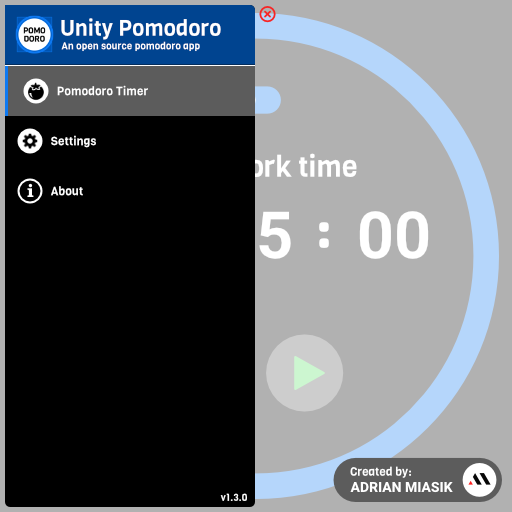 POMO
DORO
Unity Pomodoro
An open source pomodoro app
Pomodoro Timer
Settings
About
time
5 : 00
Created by:
ADRIAN MIASIK
v1.3.0